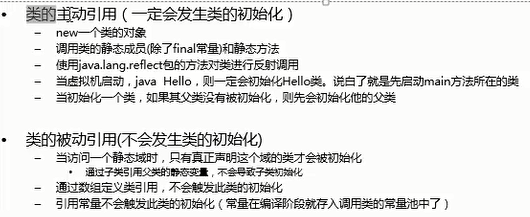 • 类的主动引用（一定会发生类的初始化）
– new一个类的对象
– 调用类的静态成员(除了final常量)和静态方法
– 使用java.lang.reflect包的方法对类进行反射调用
– 当虚拟机启动，java Hello，则一定会初始化Hello类。说白了就是先启动main方法所在的类
– 当初始化一个类，如果其父类没有被初始化，则先会初始化他的父类
• 类的被动引用(不会发生类的初始化)
– 当访问一个静态域时，只有真正声明这个域的类才会被初始化
• 通过子类引用父类的静态变量，不会导致子类初始化
– 通过数组定义类引用，不会触发此类的初始化
– 引用常量不会触发此类的初始化（常量在编译阶段就存入调用类的常量池中了）